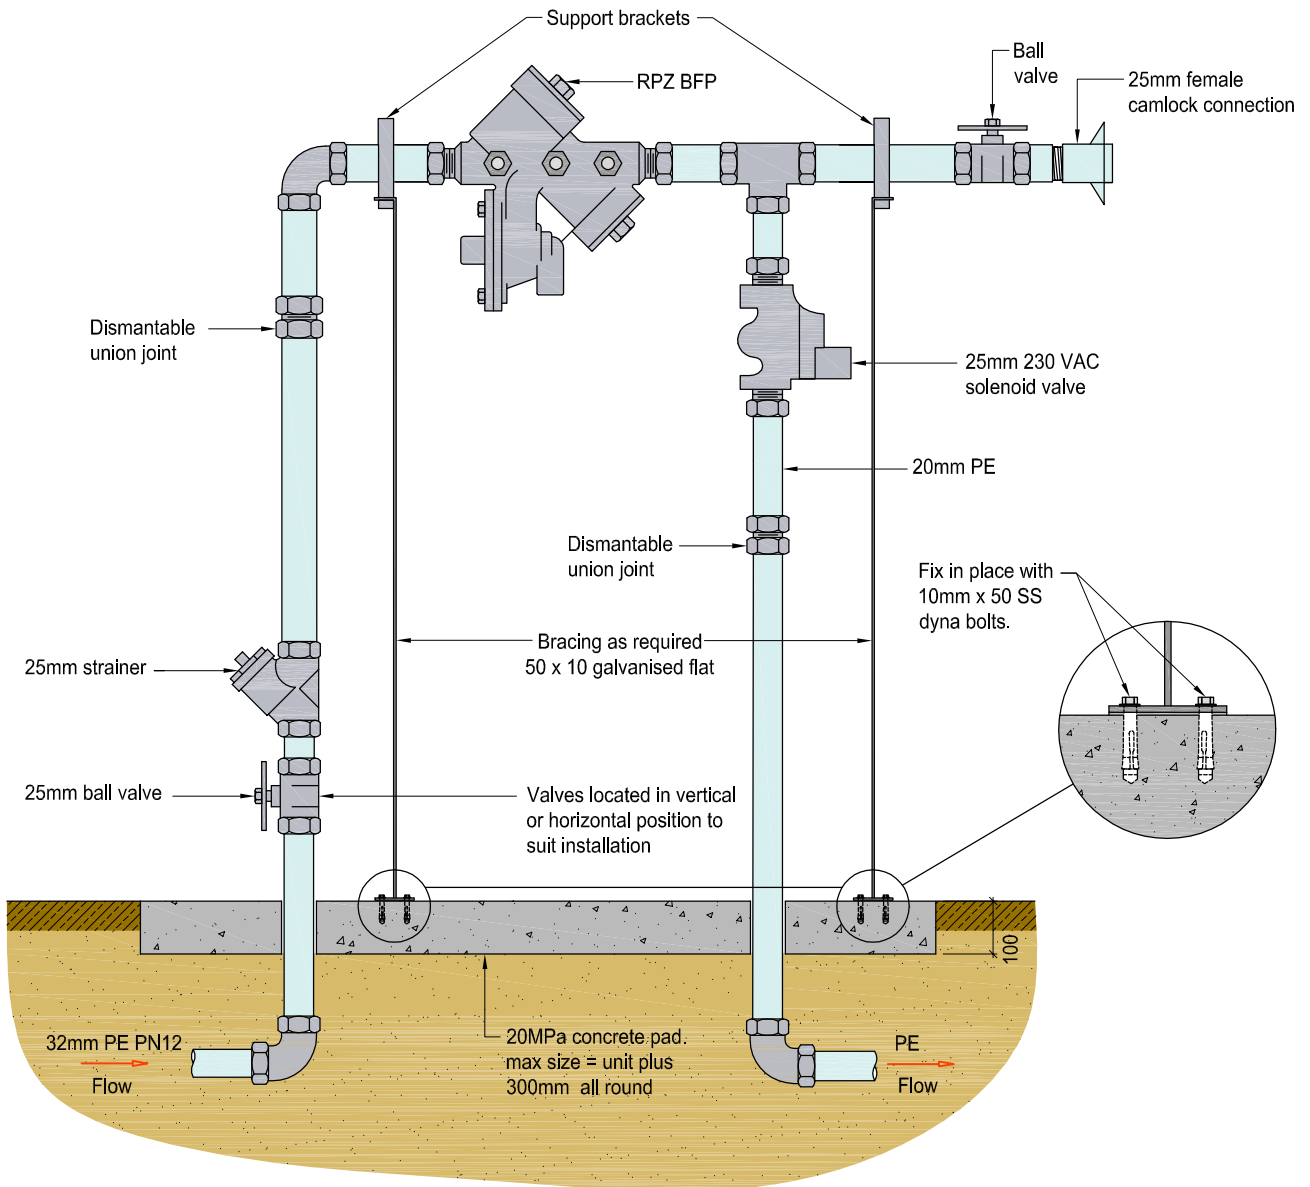 Support brackets
RPZ BFP
Ball
valve
25mm female
camlock connection
Dismantable
union joint
25mm 230 VAC
solenoid valve
20mm PE
Dismantable
union joint
Fix in place with
10mm x 50 SS
dyna bolts.
Bracing as required
50 x 10 galvanised flat
25mm strainer
25mm ball valve
Valves located in vertical
or horizontal position to
suit installation
100
32mm PE PN12
Flow
20MPa concrete pad.
max size = unit plus
300mm all round
PE
Flow